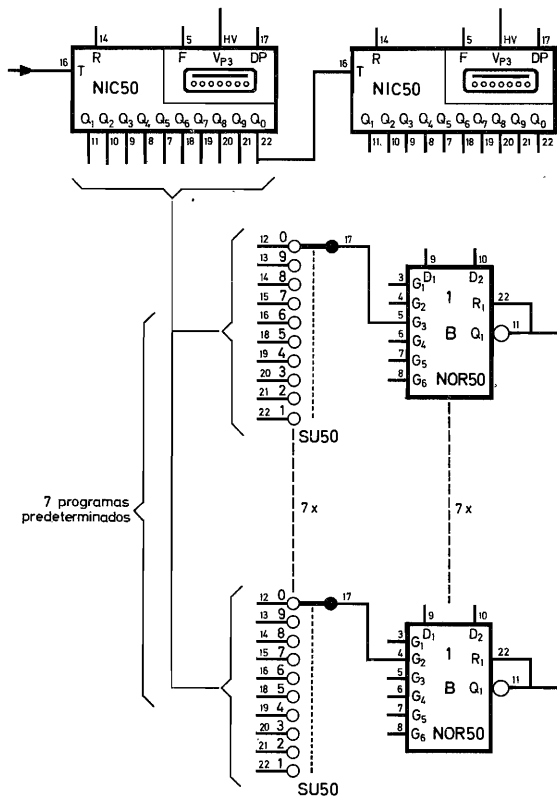 14 5 HV 17 14 5 HV 17
16 R F V P3 DP 16 R F V P3 DP
T NIC50 T NIC50
Q1 Q2 Q3 Q4 Q5 Q6 Q7 Q8 Q9 Q0 Q1 Q2 Q3 Q4 Q5 Q6 Q7 Q8 Q9 Q0
11 10 9 8 7 18 19 20 21 22 11 10 9 8 7 18 19 20 21 22
12 0 17
13 9
14 8
15 7
16 6
18 5
19 4
20 3
21 2
22 1
SU50
9 10
D1 D2
3 G1 1 R1 22
4 G2
5 G3 B Q1 11
6 G4
7 G5
8 G6 NOR50
7 programas
predeterminados
7 x 7 x
12 0 17
13 9
14 8
15 7
16 6
18 5
19 4
20 3
21 2
22 1
SU50
9 10
D1 D2
3 G1 1 R1 22
4 G2
5 G3 B Q1 11
6 G4
7 G5
8 G6 NOR50